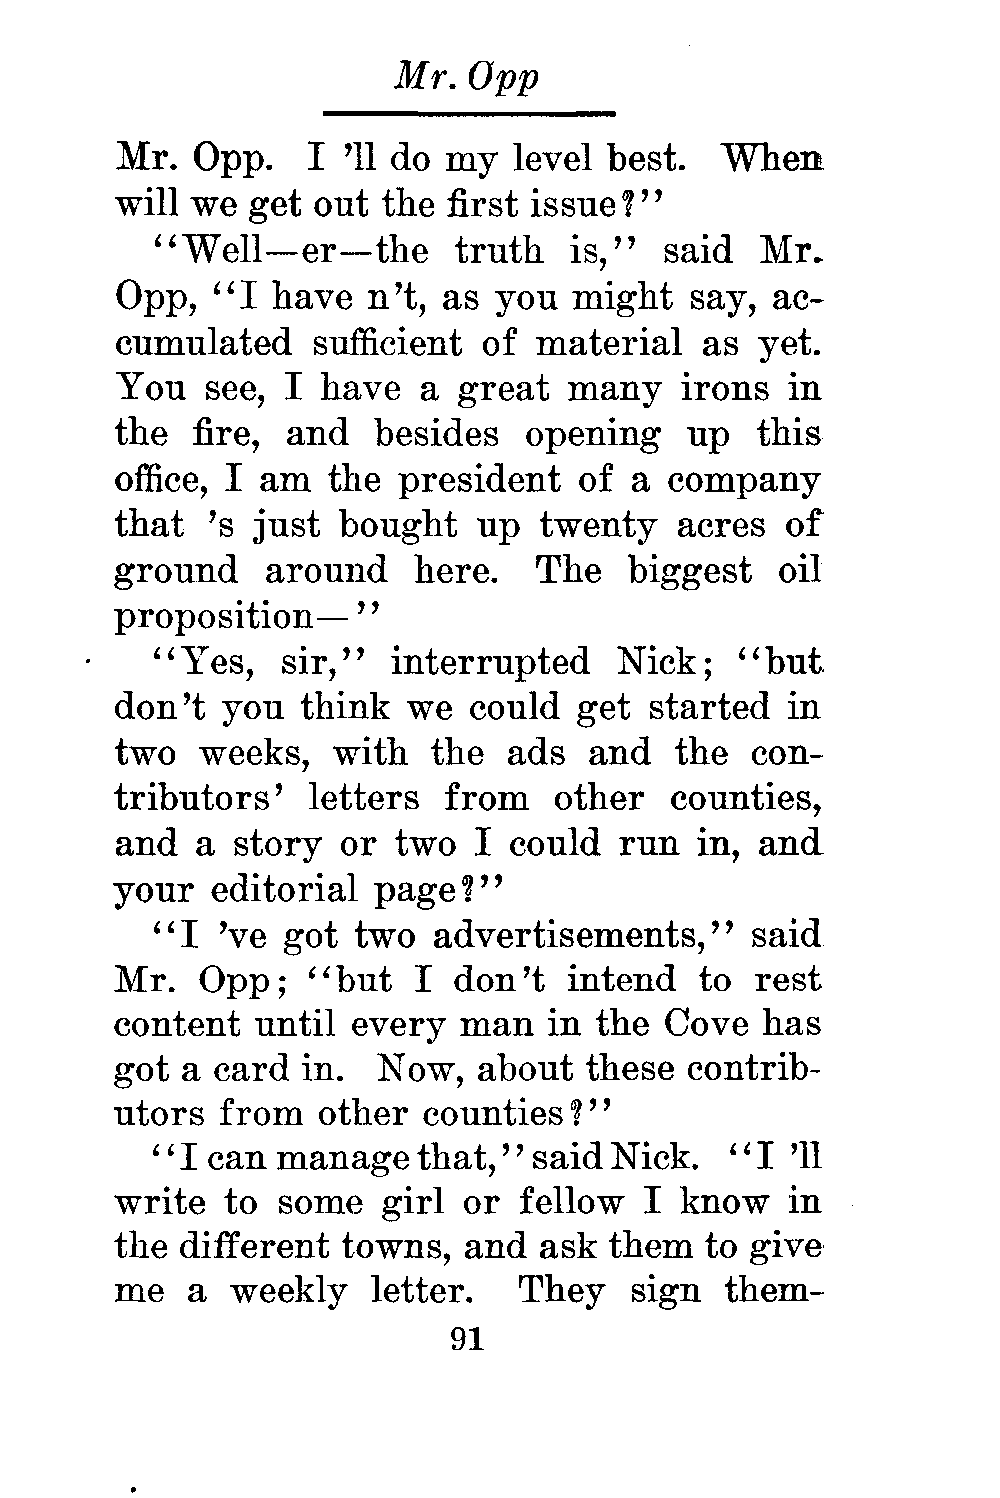 Mr. Opp
Mr. Opp. I 'll do my level best. When
will we get out the first issue?"
"Well—er—the truth is," said Mr.
Opp, "I have n't, as you might say, ac-
cumulated sufficient of material as yet.
You see, I have a great many irons in
the fire, and besides opening up this
office, I am the president of a company
that 's just bought up twenty acres of
ground around here. The biggest oil
proposition—"
"Yes, sir," interrupted Nick; "but
don't you think we could get started in
two weeks, with the ads and the con-
tributors' letters from other counties,
and a story or two I could run in, and
your editorial page?"
"I 've got two advertisements," said
Mr. Opp; "but I don't intend to rest
content until every man in the Cove has
got a card in. Now, about these contrib-
utors from other counties?"
"I can manage that," said Nick. "I 'll
write to some girl or fellow I know in
the different towns, and ask them to give
me a weekly letter. They sign them-
91